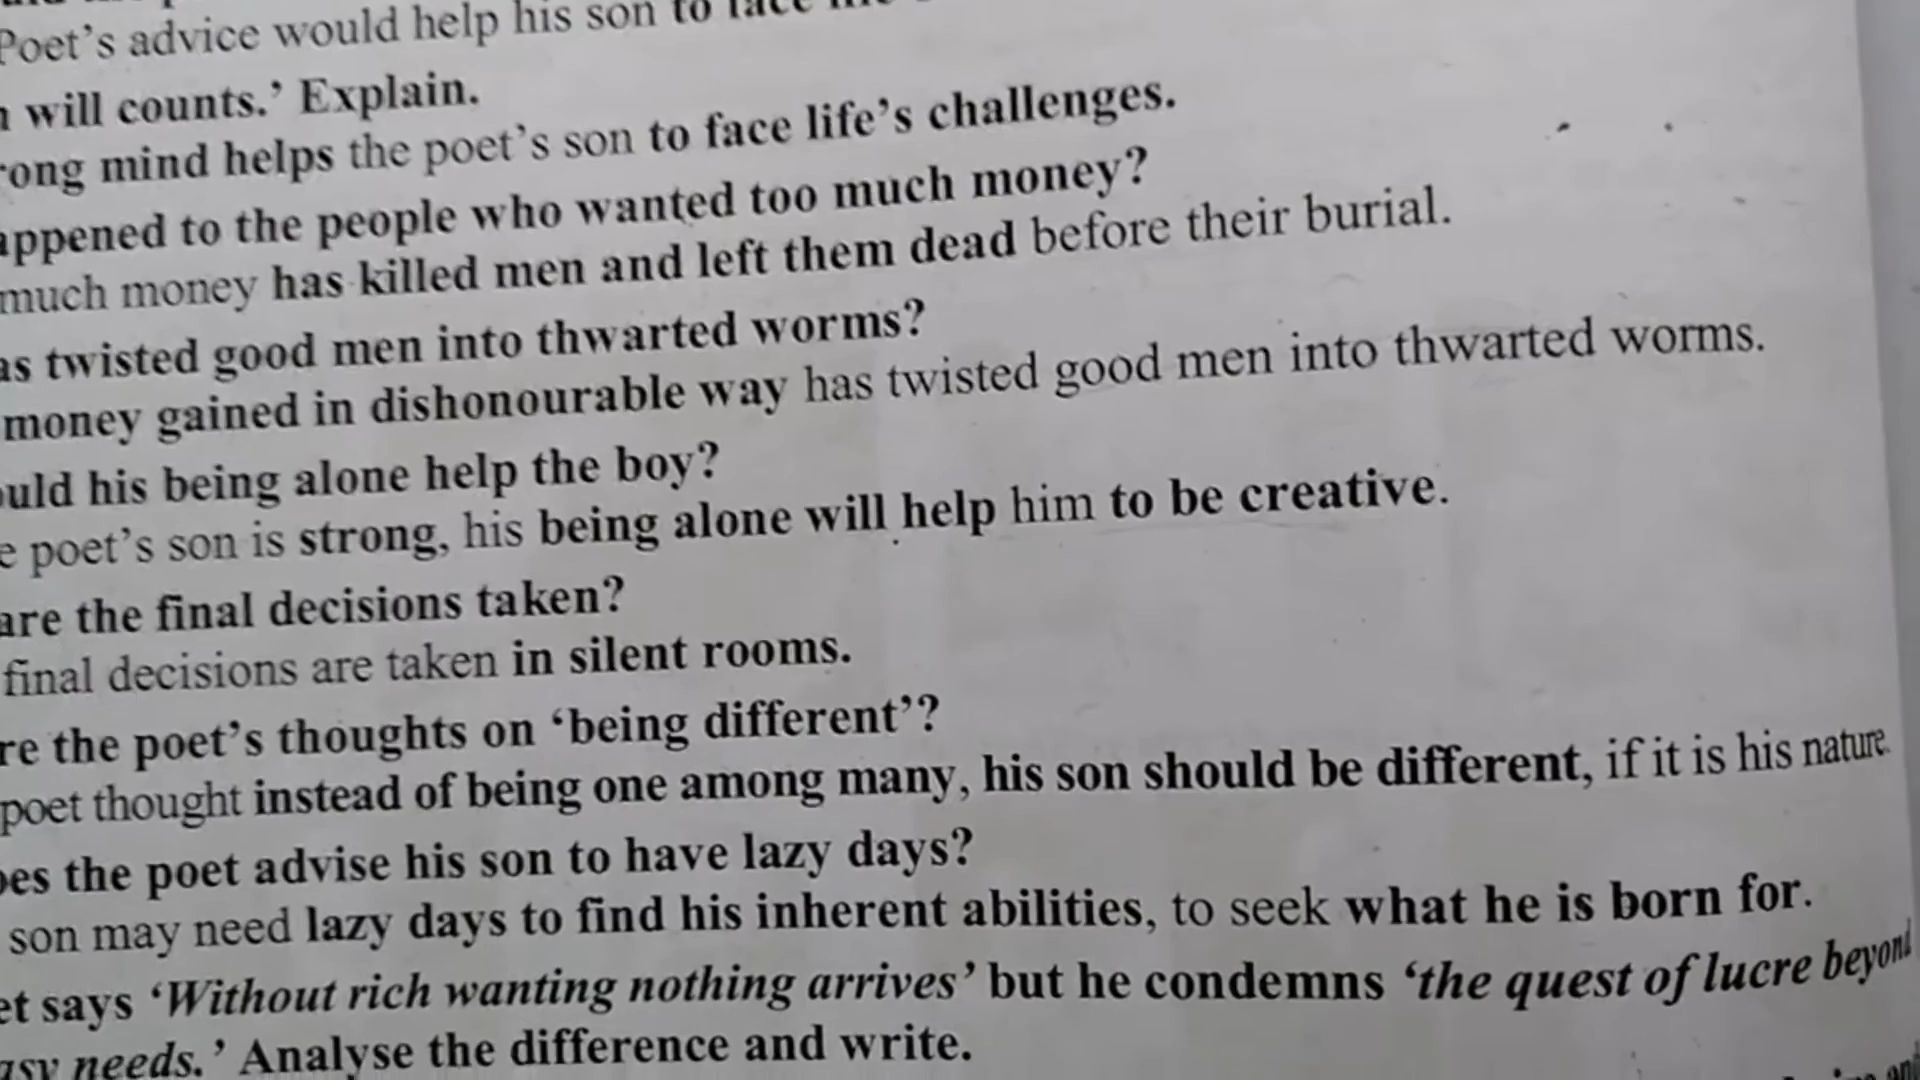 Poet's advice would help his son to face
will counts.' Explain.
mind helps the poet's son to face life's challenges.
to the people who wanted too much money?
much money has killed men and left them dead before their burial.
twisted good men into thwarted worms?
money gained in dishonourable way has twisted good men into thwarted worms.
his being alone help the boy?
poet's son is strong, his being alone will help him to be creative.
are the final decisions taken?
final decisions are taken in silent rooms.
the poet's thoughts on 'being different'?
poet thought instead of being one among many, his son should be different, if it is his nature.
the poet advise his son to have lazy days?
son may need lazy days to find his inherent abilities, to seek what he is born for.
says 'Without rich wanting nothing arrives' but he condemns 'the quest of lucre beyond
needs.' Analyse the difference and write.